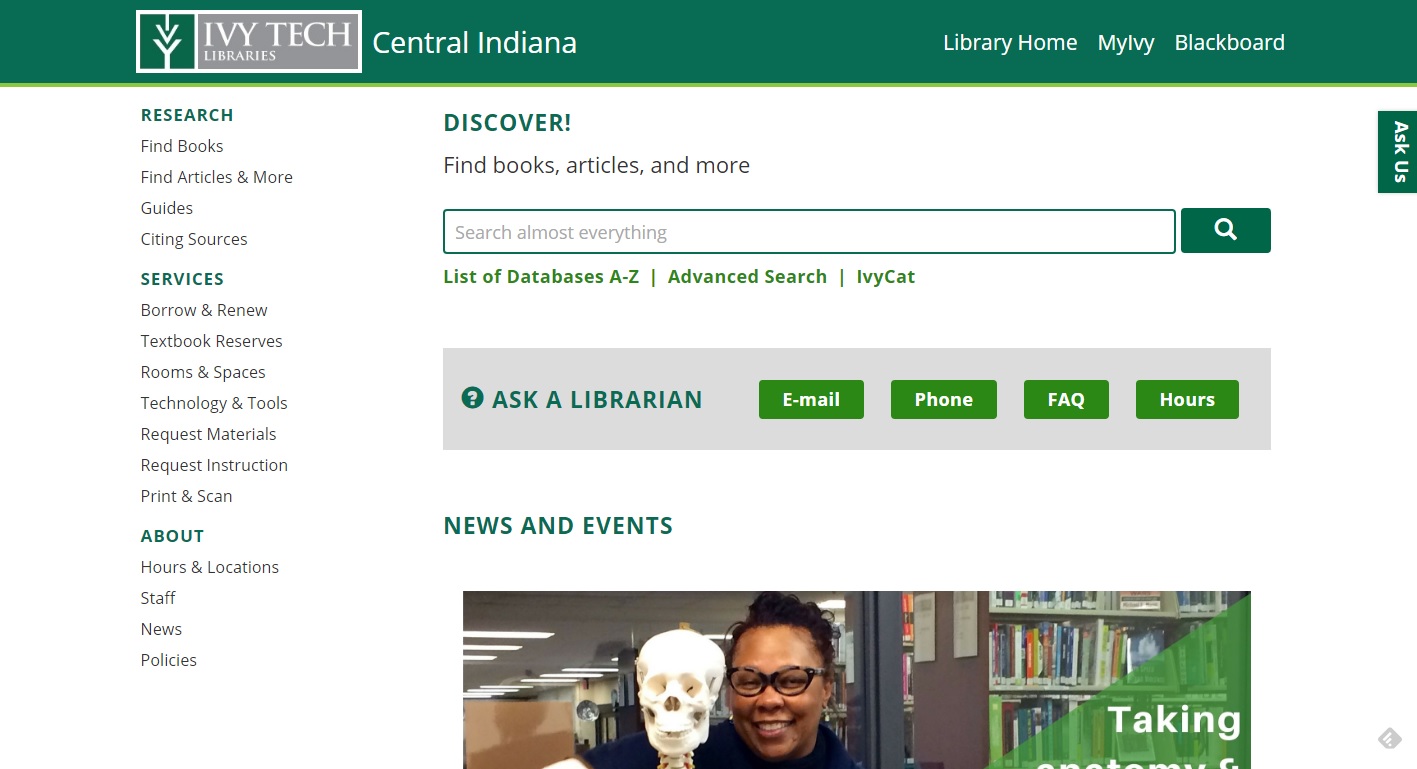 IVY TECH
LIBRARIES
Central Indiana
Library Home MyIvy Blackboard
RESEARCH
Find Books
Find Articles & More
Guides
Citing Sources
SERVICES
Borrow & Renew
Textbook Reserves
Rooms & Spaces
Technology & Tools
Request Materials
Request Instruction
Print & Scan
ABOUT
Hours & Locations
Staff
News
Policies
DISCOVER!
Find books, articles, and more
Search almost everything
List of Databases A-Z | Advanced Search | IvyCat
? ASK A LIBRARIAN E-mail Phone FAQ Hours
NEWS AND EVENTS
Taking
anatomy &
Ask Us